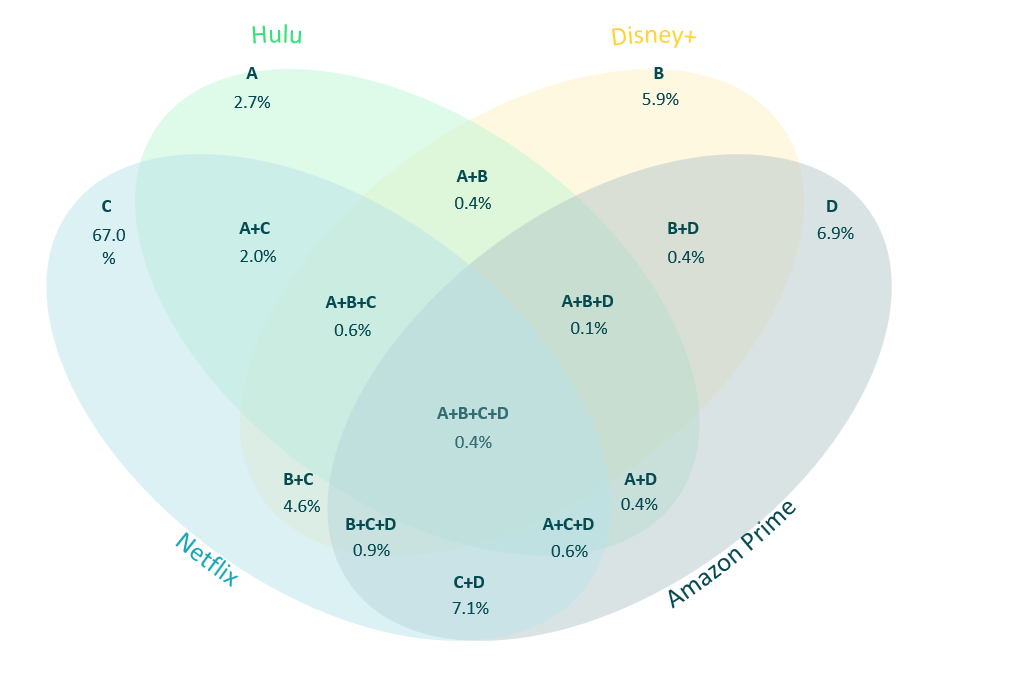 Hulu
Disney+
A
2.7%
B
5.9%
A+B
0.4%
C
67.0
%
A+C
2.0%
B+D
0.4%
D
6.9%
A+B+C
0.6%
A+B+D
0.1%
A+B+C+D
0.4%
B+C
4.6%
A+D
0.4%
B+C+D
0.9%
A+C+D
0.6%
Netflix
Amazon Prime
C+D
7.1%